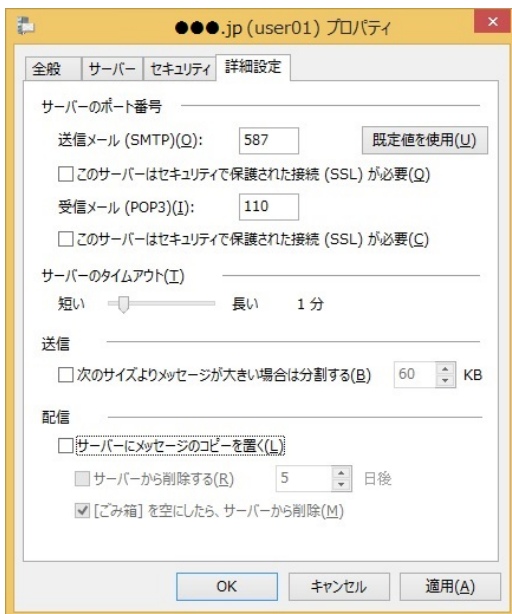 ●●●.jp (user01) プロパティ
全般 サーバー セキュリティ 詳細設定
サーバーのポート番号
送信メール (SMTP)(O): 587 既定値を使用(U)
このサーバーはセキュリティで保護された接続 (SSL) が必要(Q)
受信メール (POP3)(I): 110
このサーバーはセキュリティで保護された接続 (SSL) が必要(C)
サーバーのタイムアウト(T)
短い 長い 1 分
送信
次のサイズよりメッセージが大きい場合は分割する(B) 60 KB
配信
サーバーにメッセージのコピーを置く(L)
サーバーから削除する(R) 5 日後
[ごみ箱] を空にしたら、サーバーから削除(M)
OK キャンセル 適用(A)